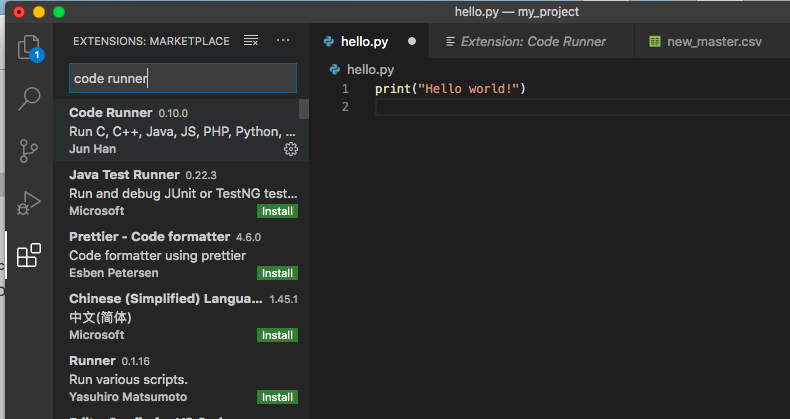 hello.py — my_project
1
EXTENSIONS: MARKETPLACE
code runner
Code Runner 0.10.0
Run C, C++, Java, JS, PHP, Python, ...
Jun Han
Java Test Runner 0.22.3
Run and debug JUnit or TestNG test...
Microsoft Install
Prettier - Code formatter 4.6.0
Code formatter using prettier
Esben Petersen Install
Chinese (Simplified) Langua... 1.45.1
中文(简体)
Microsoft Install
Runner 0.1.16
Run various scripts.
Yasuhiro Matsumoto Install
hello.py Extension: Code Runner new_master.csv
hello.py
1 print("Hello world!")
2